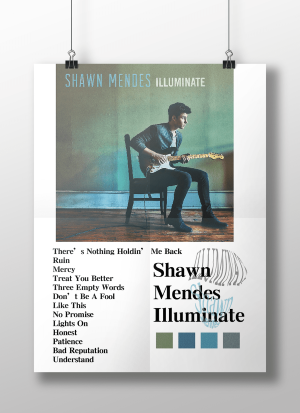 SHAWN MENDES ILLUMINATE
There's Nothing Holdin' Me Back
Ruin
Mercy
Treat You Better
Three Empty Words
Don't Be A Fool
Like This
No Promise
Lights On
Honest
Patience
Bad Reputation
Understand
Shawn
Mendes
Illuminate